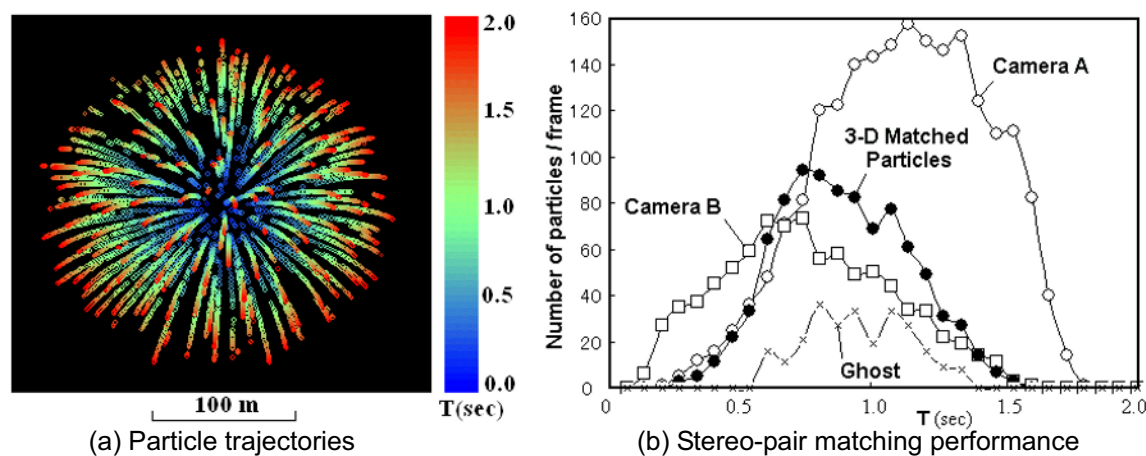 2.0
1.5
1.0
0.5
0.0
T(sec)
100 m
(a) Particle trajectories
Number of particles / frame
160
140
120
100
80
60
40
20
0
0 0.5 1.0 1.5 2.0
T (sec)
Camera A
3-D Matched
Particles
Camera B
Ghost
(b) Stereo-pair matching performance